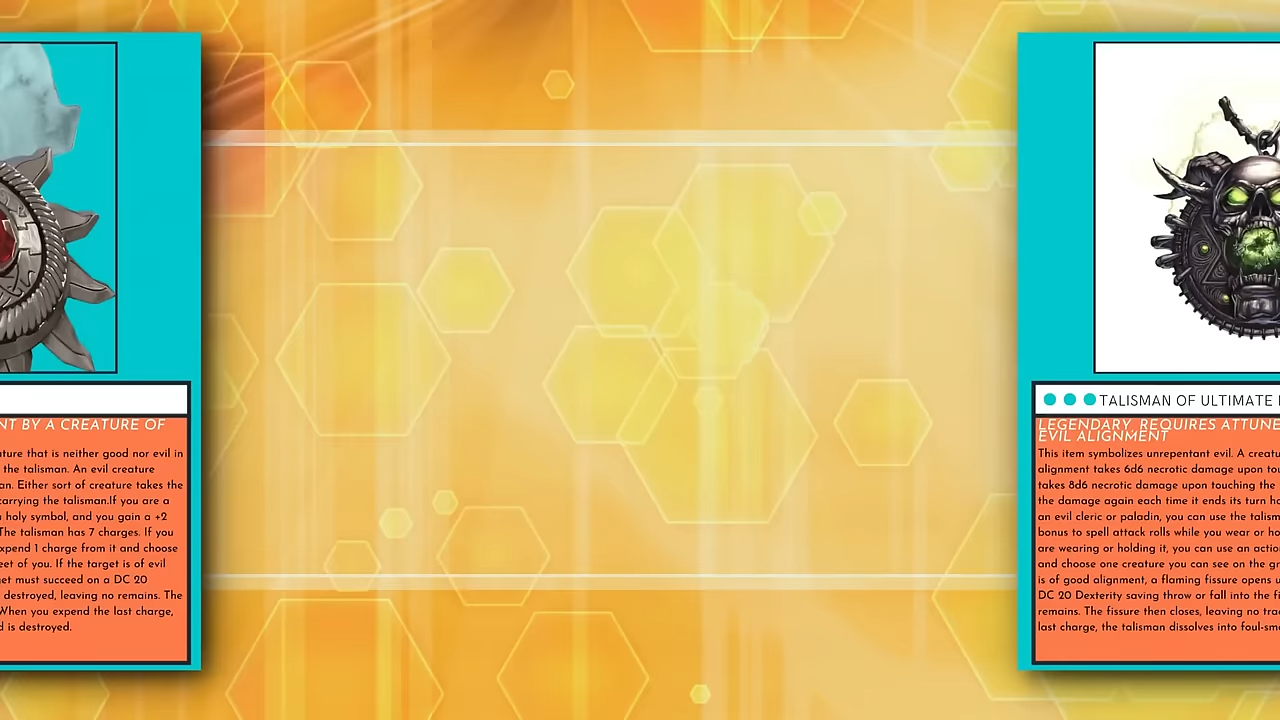 NT BY A CREATURE OF
ture that is neither good nor evil in
the talisman. An evil creature
an. Either sort of creature takes the
carrying the talisman.If you are a
holy symbol, and you gain a +2
The talisman has 7 charges. If you
xpend 1 charge from it and choose
eet of you. If the target is of evil
et must succeed on a DC 20
destroyed, leaving no remains. The
When you expend the last charge,
d is destroyed.
TALISMAN OF ULTIMATE
LEGENDARY, REQUIRES ATTUNE
EVIL ALIGNMENT
This item symbolizes unrepentant evil. A creatu
alignment takes 6d6 necrotic damage upon tou
takes 8d6 necrotic damage upon touching the
the damage again each time it ends its turn ho
an evil cleric or paladin, you can use the talism
bonus to spell attack rolls while you wear or ho
are wearing or holding it, you can use an actio
and choose one creature you can see on the gr
is of good alignment, a flaming fissure opens u
DC 20 Dexterity saving throw or fall into the fi
remains. The fissure then closes, leaving no tra
last charge, the talisman dissolves into foul-sme